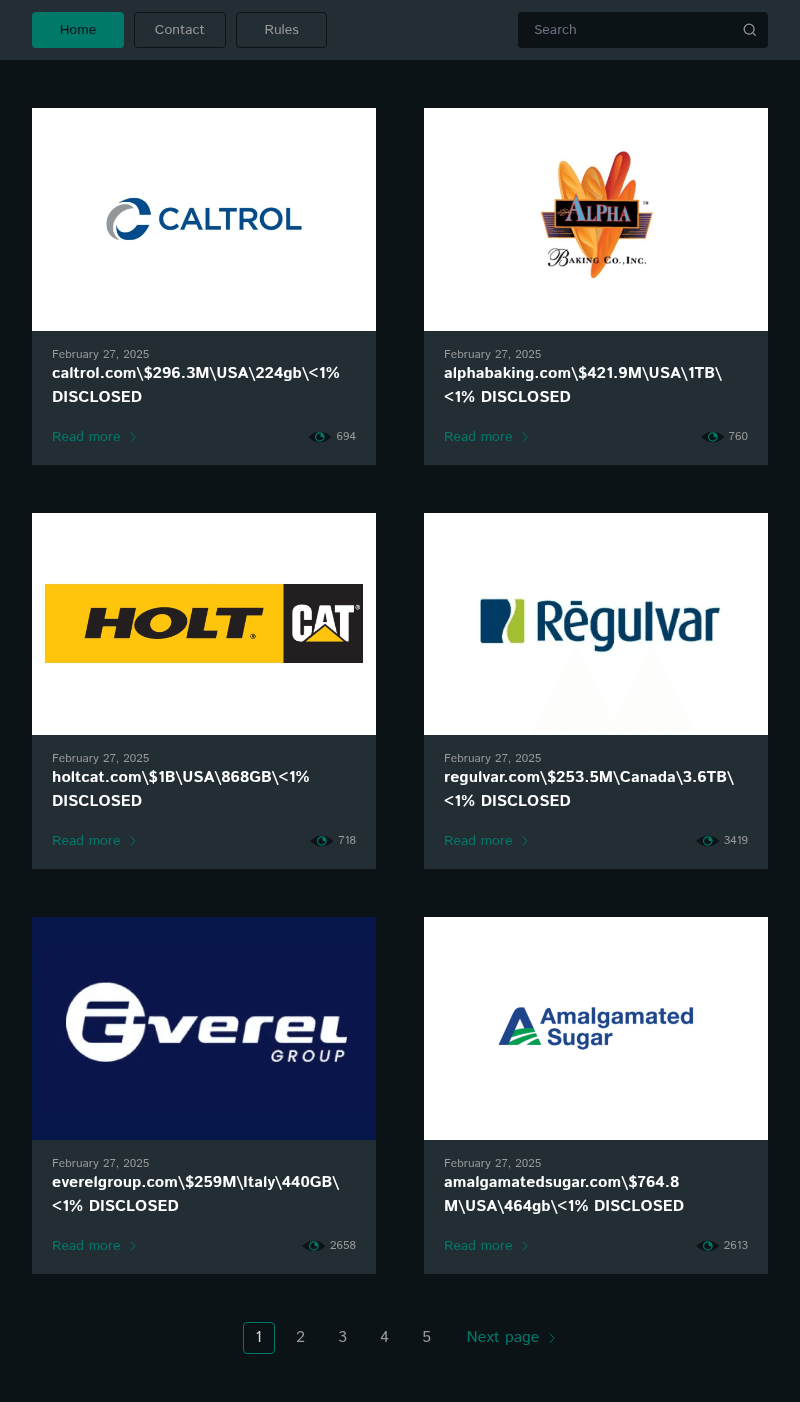 Home
Contact
Rules
Search
CALTROL
ALPHA
BAKING CO., INC.
™
February 27, 2025
caltrol.com\$296.3M\USA\224gb\<1%
DISCLOSED
Read more
694
February 27, 2025
alphabaking.com\$421.9M\USA\1TB\
<1% DISCLOSED
Read more
760
HOLT®
CAT®
Rēgulvar
February 27, 2025
holtcat.com\$1B\USA\868GB\<1%
DISCLOSED
Read more
718
February 27, 2025
regulvar.com\$253.5M\Canada\3.6TB\
<1% DISCLOSED
Read more
3419
Everel
GROUP
Amalgamated
Sugar
February 27, 2025
everelgroup.com\$259M\Italy\440GB\
<1% DISCLOSED
Read more
2658
February 27, 2025
amalgamatedsugar.com\$764.8
M\USA\464gb\<1% DISCLOSED
Read more
2613
1 2 3 4 5 Next page